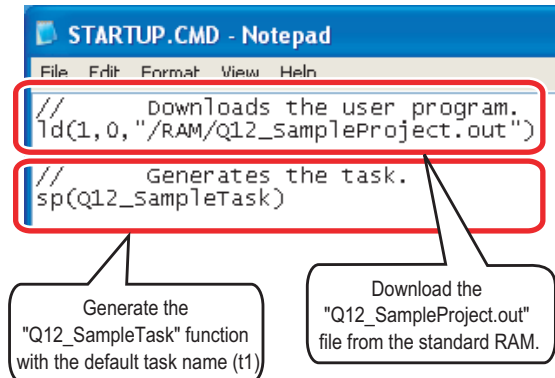 STARTUP.CMD - Notepad
File Edit Format View Help
// Downloads the user program.
ld(1,0,"/RAM/Q12_SampleProject.out")
// Generates the task.
sp(Q12_SampleTask)
Generate the
"Q12_SampleTask" function
with the default task name (t1)
Download the
"Q12_SampleProject.out"
file from the standard RAM.